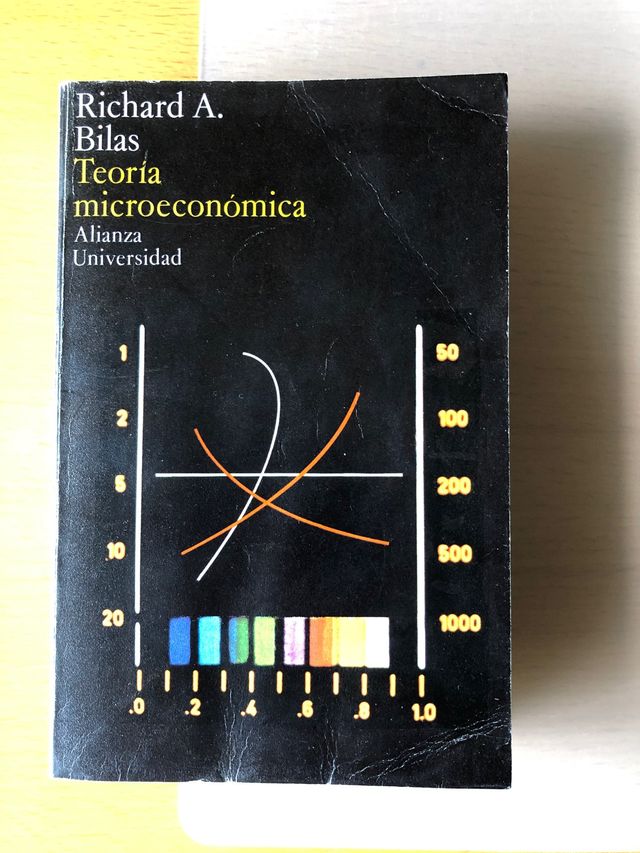 Richard A.
Bilas
Teoría
microeconómica
Alianza
Universidad
1 50
2 100
5 200
.10 500
20 1000
.0 .2 .4 .6 .8 1.0